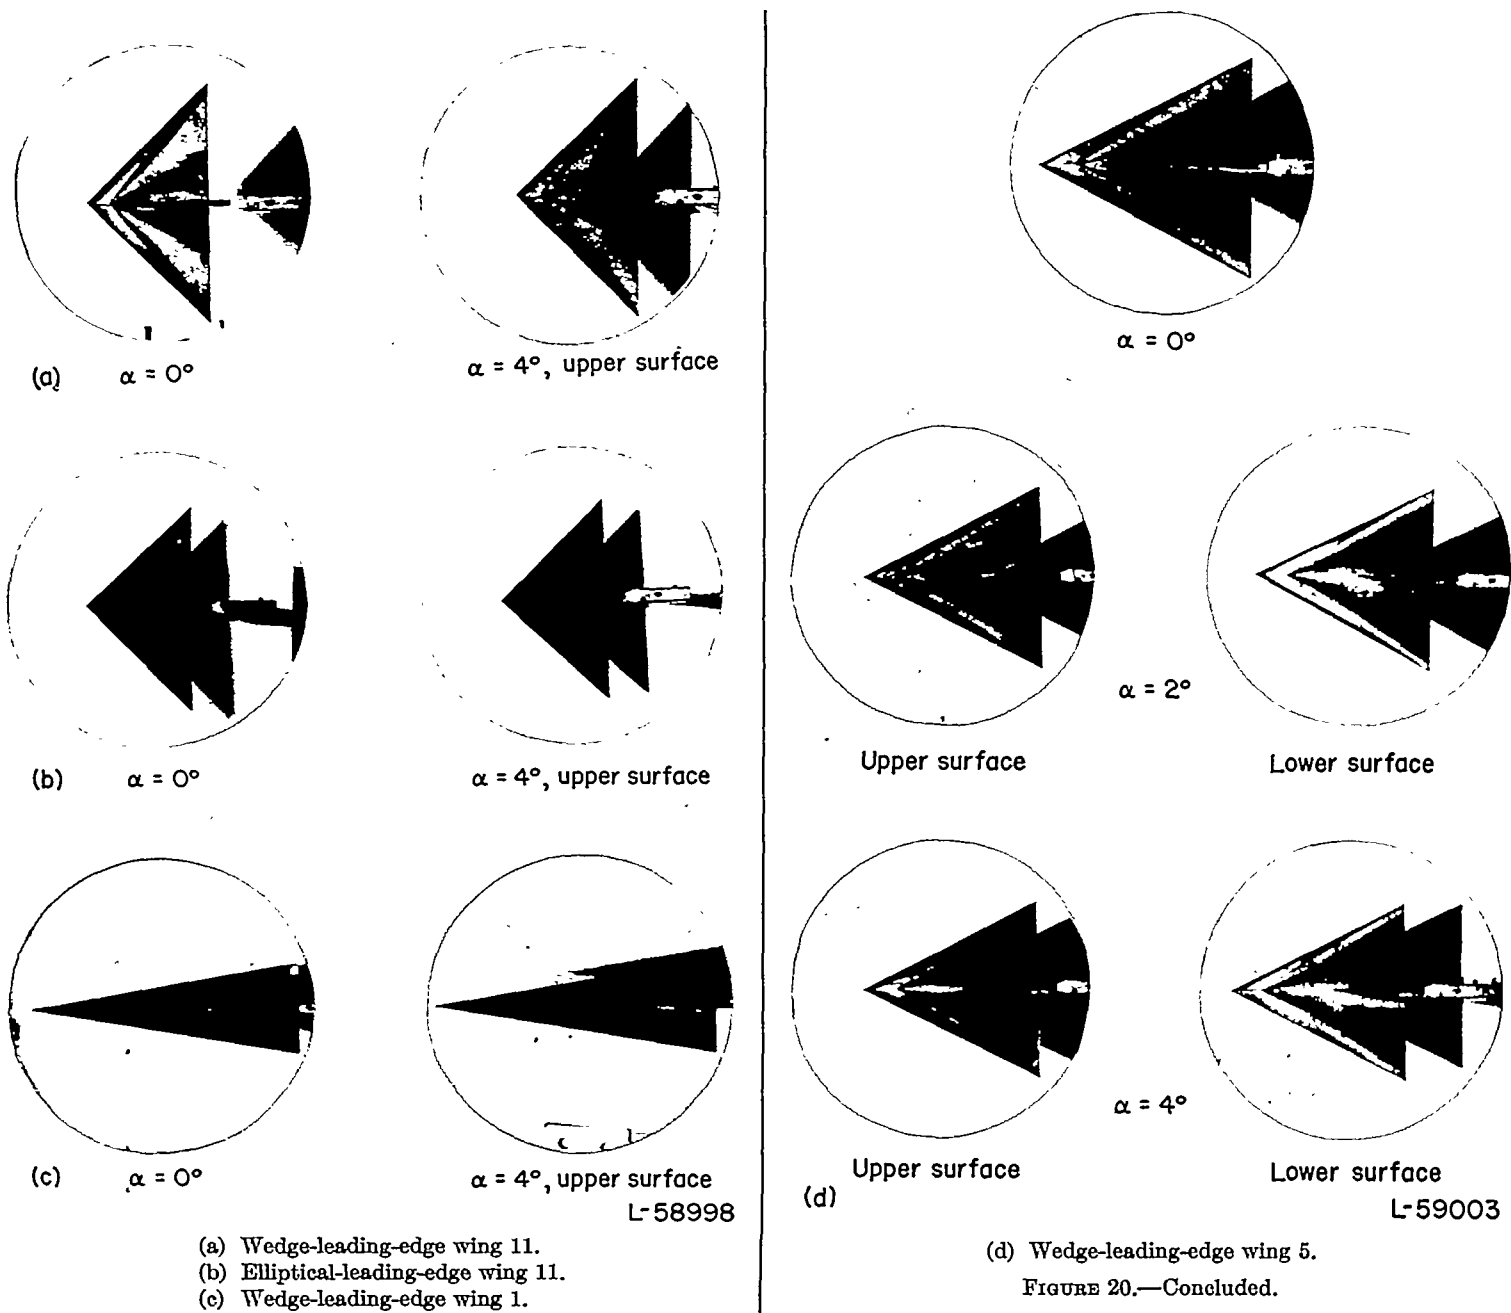 (a) α = 0°
α = 4°, upper surface
(b) α = 0°
α = 4°, upper surface
(c) α = 0°
α = 4°, upper surface
L-58998
(a) Wedge-leading-edge wing 11.
(b) Elliptical-leading-edge wing 11.
(c) Wedge-leading-edge wing 1.
α = 0°
α = 2°
Upper surface
Lower surface
α = 4°
Upper surface
Lower surface
(d)
L-59003
(d) Wedge-leading-edge wing 5.
FIGURE 20.—Concluded.